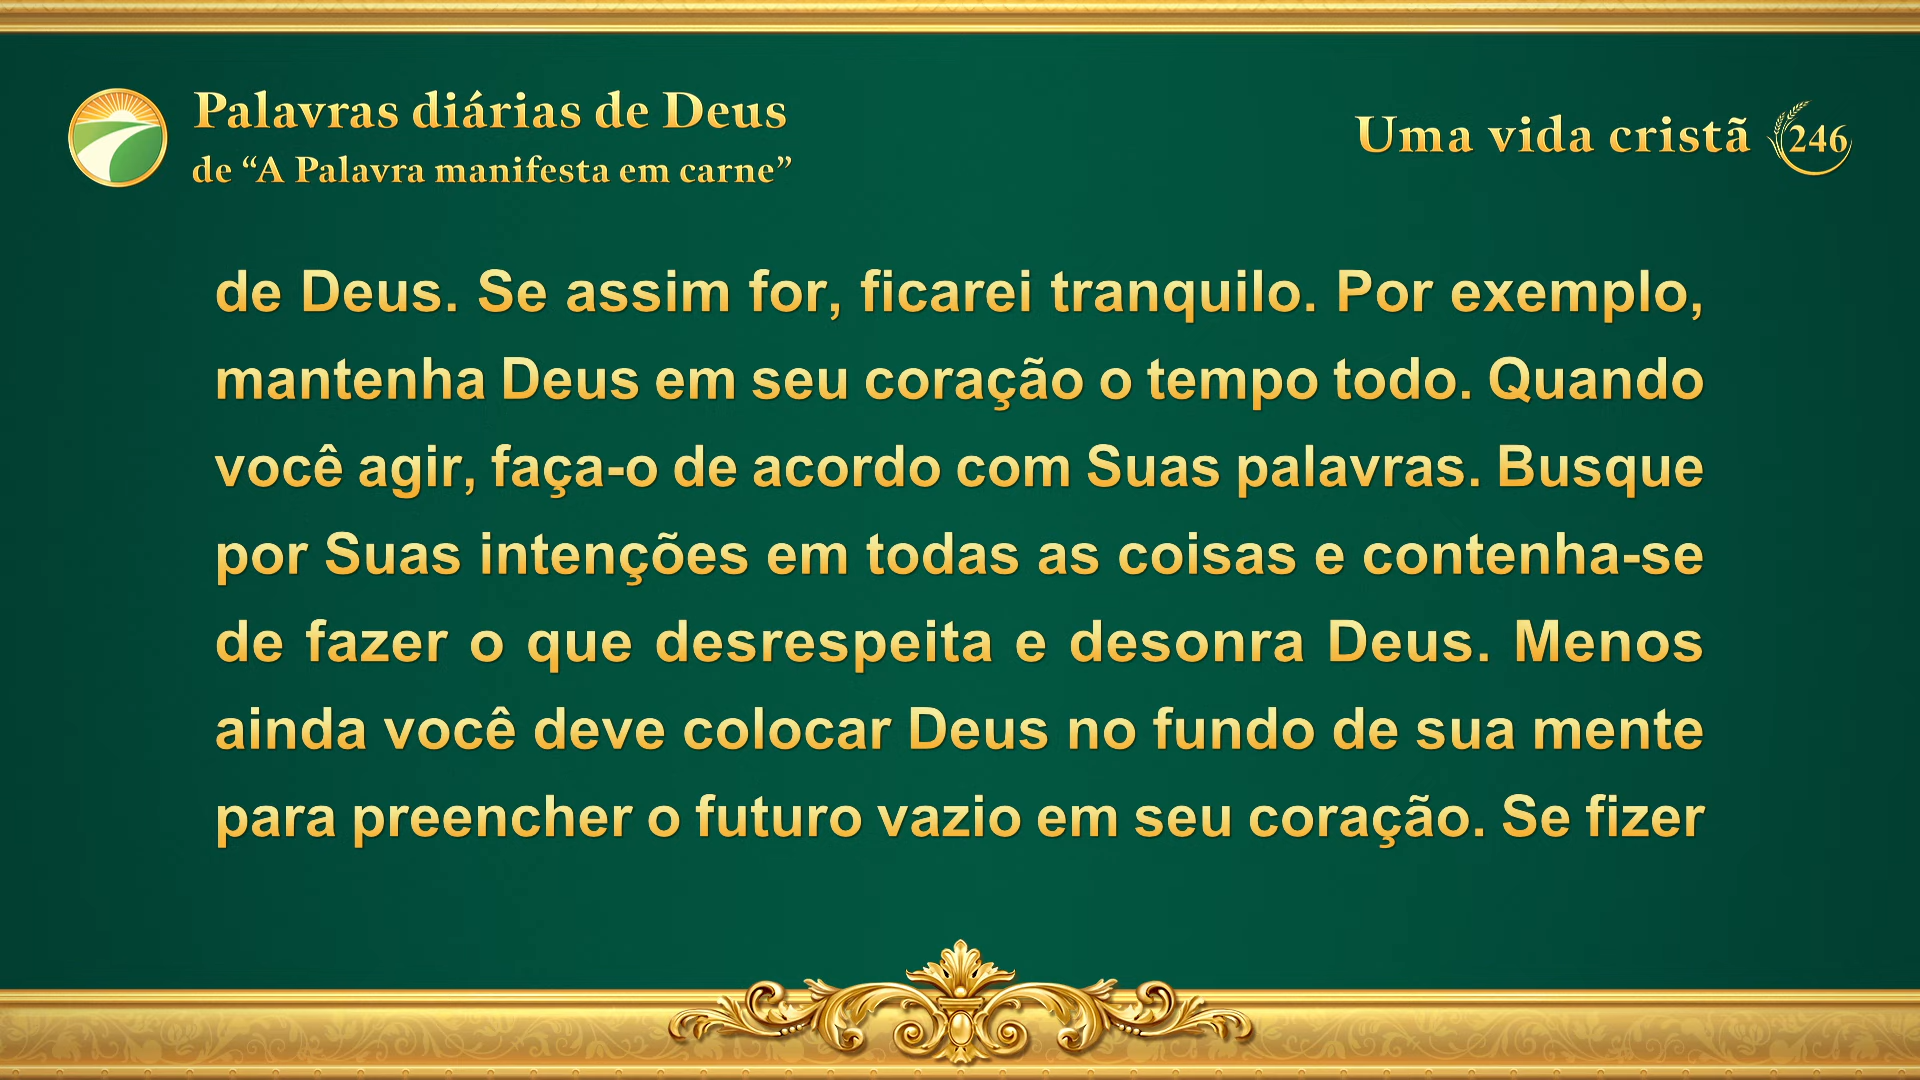 Palavras diárias de Deus
de “A Palavra manifesta em carne”
Uma vida cristã 246
de Deus. Se assim for, ficarei tranquilo. Por exemplo,
mantenha Deus em seu coração o tempo todo. Quando
você agir, faça-o de acordo com Suas palavras. Busque
por Suas intenções em todas as coisas e contenha-se
de fazer o que desrespeita e desonra Deus. Menos
ainda você deve colocar Deus no fundo de sua mente
para preencher o futuro vazio em seu coração. Se fizer